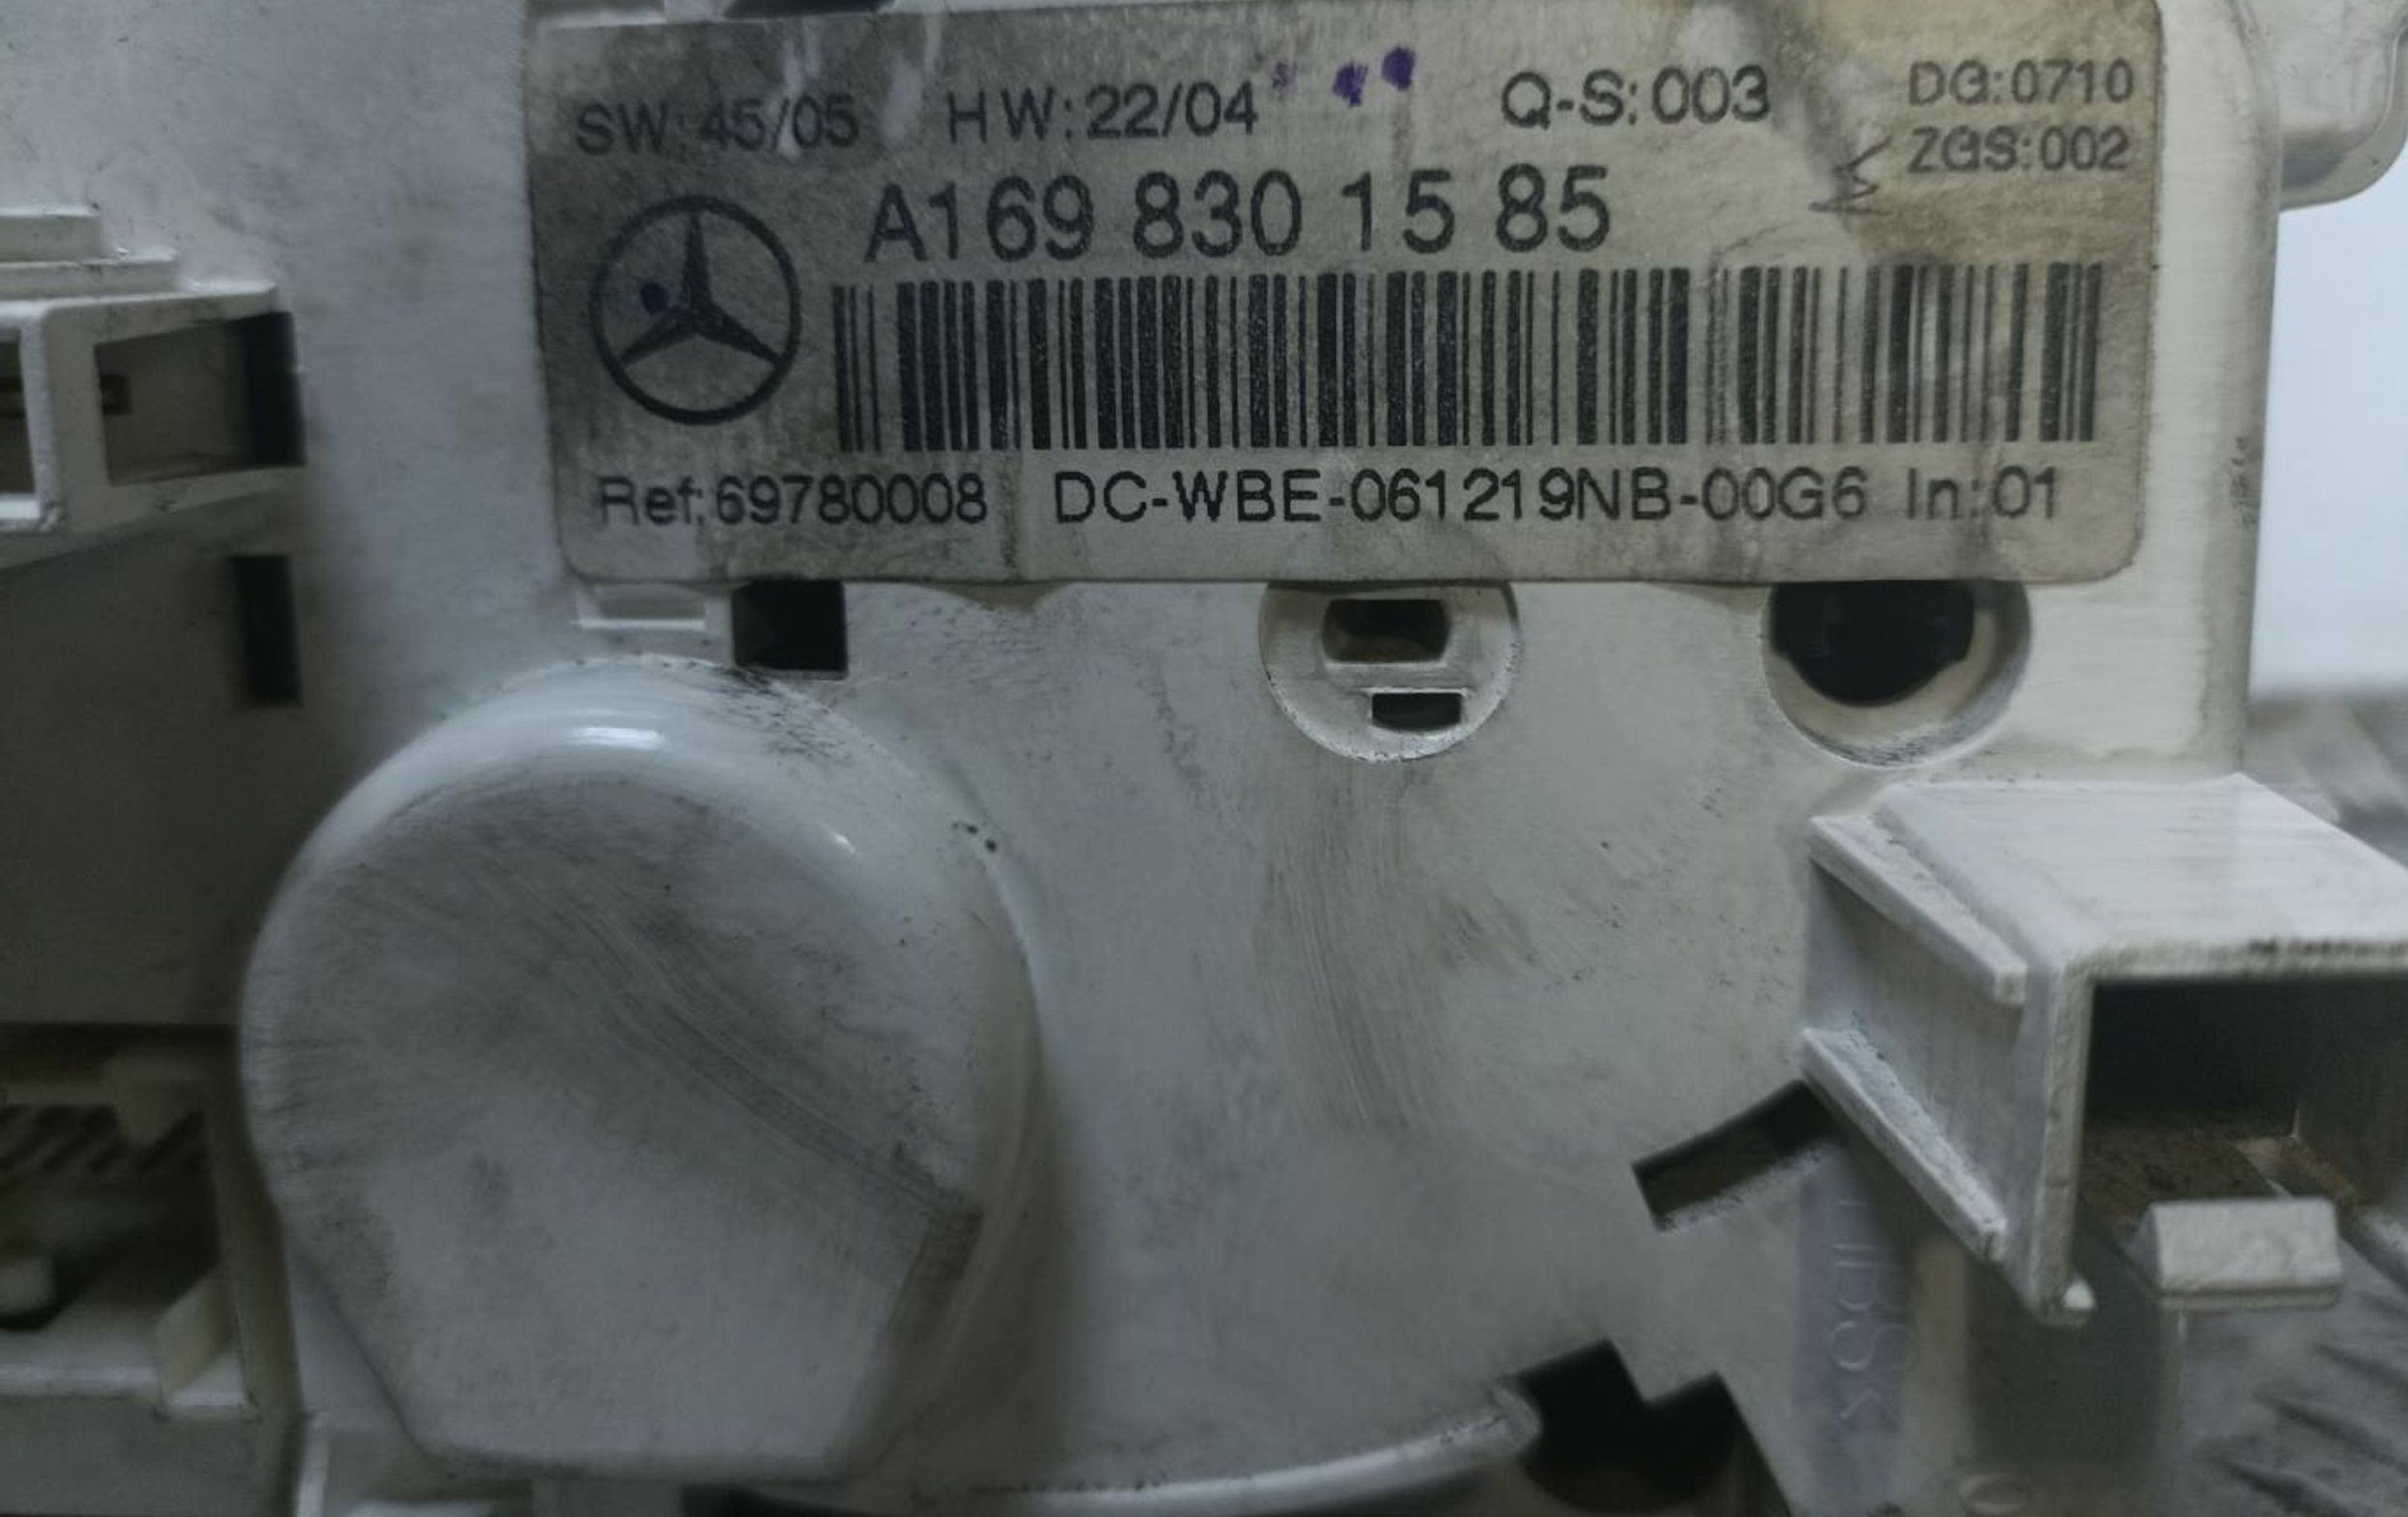 SW:45/05 HW:22/04 Q-S:003 DG:0710
ZGS:002
A169 830 15 85
Ref:69780008 DC-WBE-061219NB-00G6 In:01